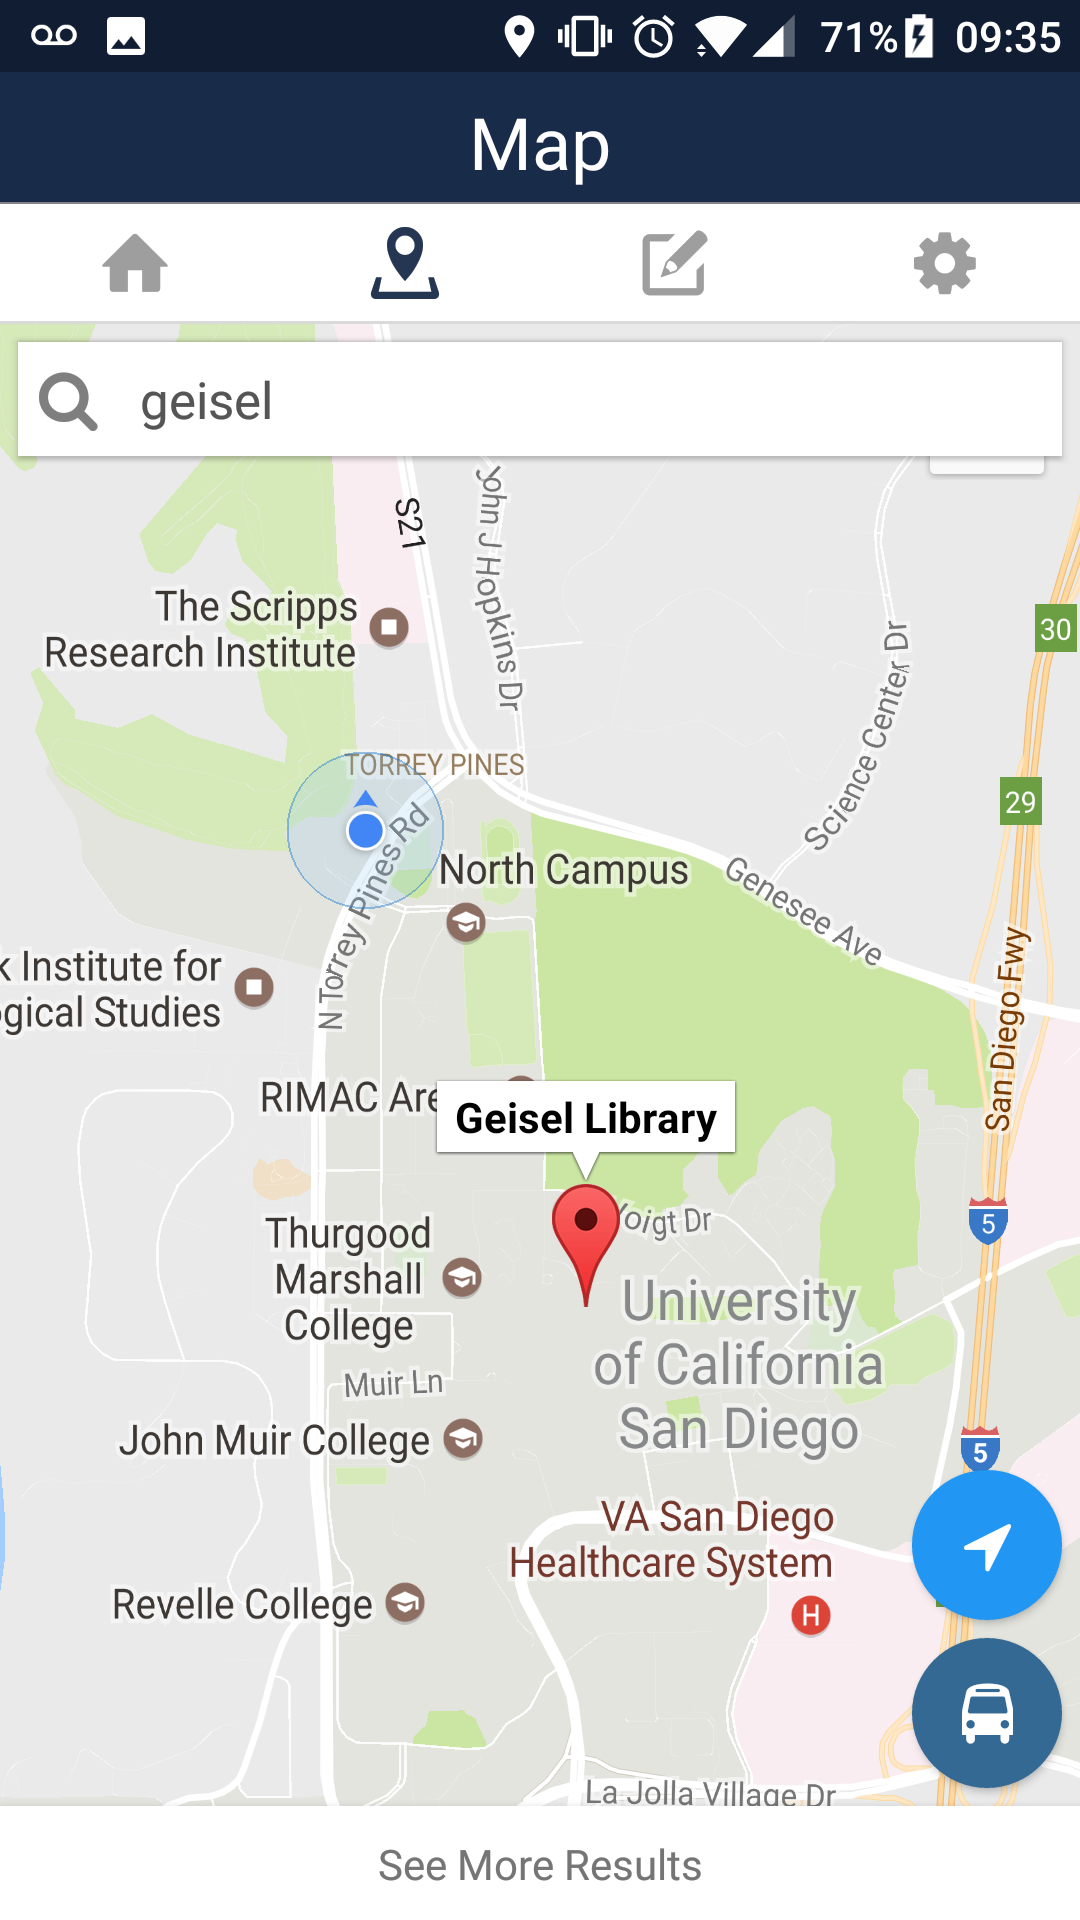 71% 09:35
Map
geisel
S21
John J Hopkins Dr
The Scripps
Research Institute
Science Center Dr
30
TORREY PINES
29
N Torrey Pines Rd
North Campus
Genesee Ave
San Diego Fwy
k Institute for
ogical Studies
RIMAC Are
Geisel Library
Voigt Dr
5
Thurgood
Marshall
College
University
of California
San Diego
Muir Ln
John Muir College
5
VA San Diego
Healthcare System
H
Revelle College
La Jolla Village Dr
See More Results